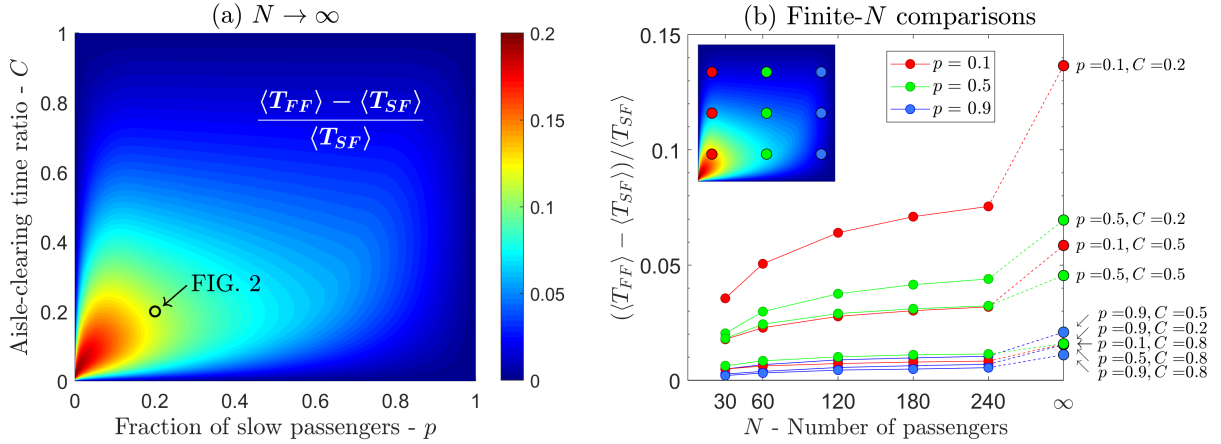 (a) N → ∞
⟨T_FF⟩ − ⟨T_SF⟩
⟨T_SF⟩
FIG. 2
Aisle-clearing time ratio - C
1
0.8
0.6
0.4
0.2
0
0
0.2
0.4
0.6
0.8
1
Fraction of slow passengers - p
0.2
0.15
0.1
0.05
0
(b) Finite-N comparisons
(⟨T_FF⟩ − ⟨T_SF⟩)/⟨T_SF⟩
0.15
0.1
0.05
0
p = 0.1
p = 0.5
p = 0.9
p =0.1, C =0.2
p =0.5, C =0.2
p =0.1, C =0.5
p =0.5, C =0.5
p =0.9, C =0.5
p =0.9, C =0.2
p =0.1, C =0.8
p =0.5, C =0.8
p =0.9, C =0.8
30 60 120 180 240 ∞
N - Number of passengers